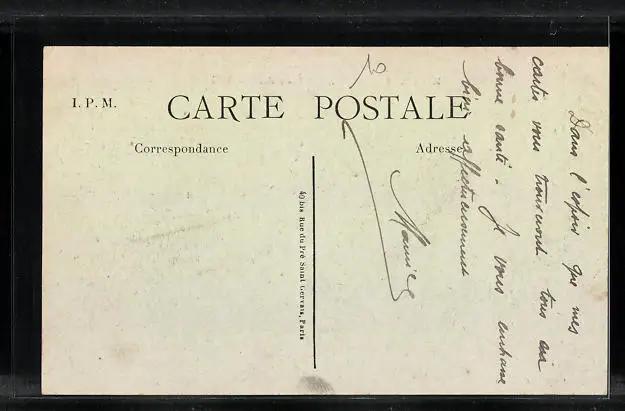 I. P. M.
CARTE POSTALE
Correspondance
Adresse
49 bis Rue du Pré Saint Gervais, Paris
10
Dans l'espoir que mes
cartes vous trouveront tous en
bonne santé - Je vous embrasse
bien affectueusement
Maurice